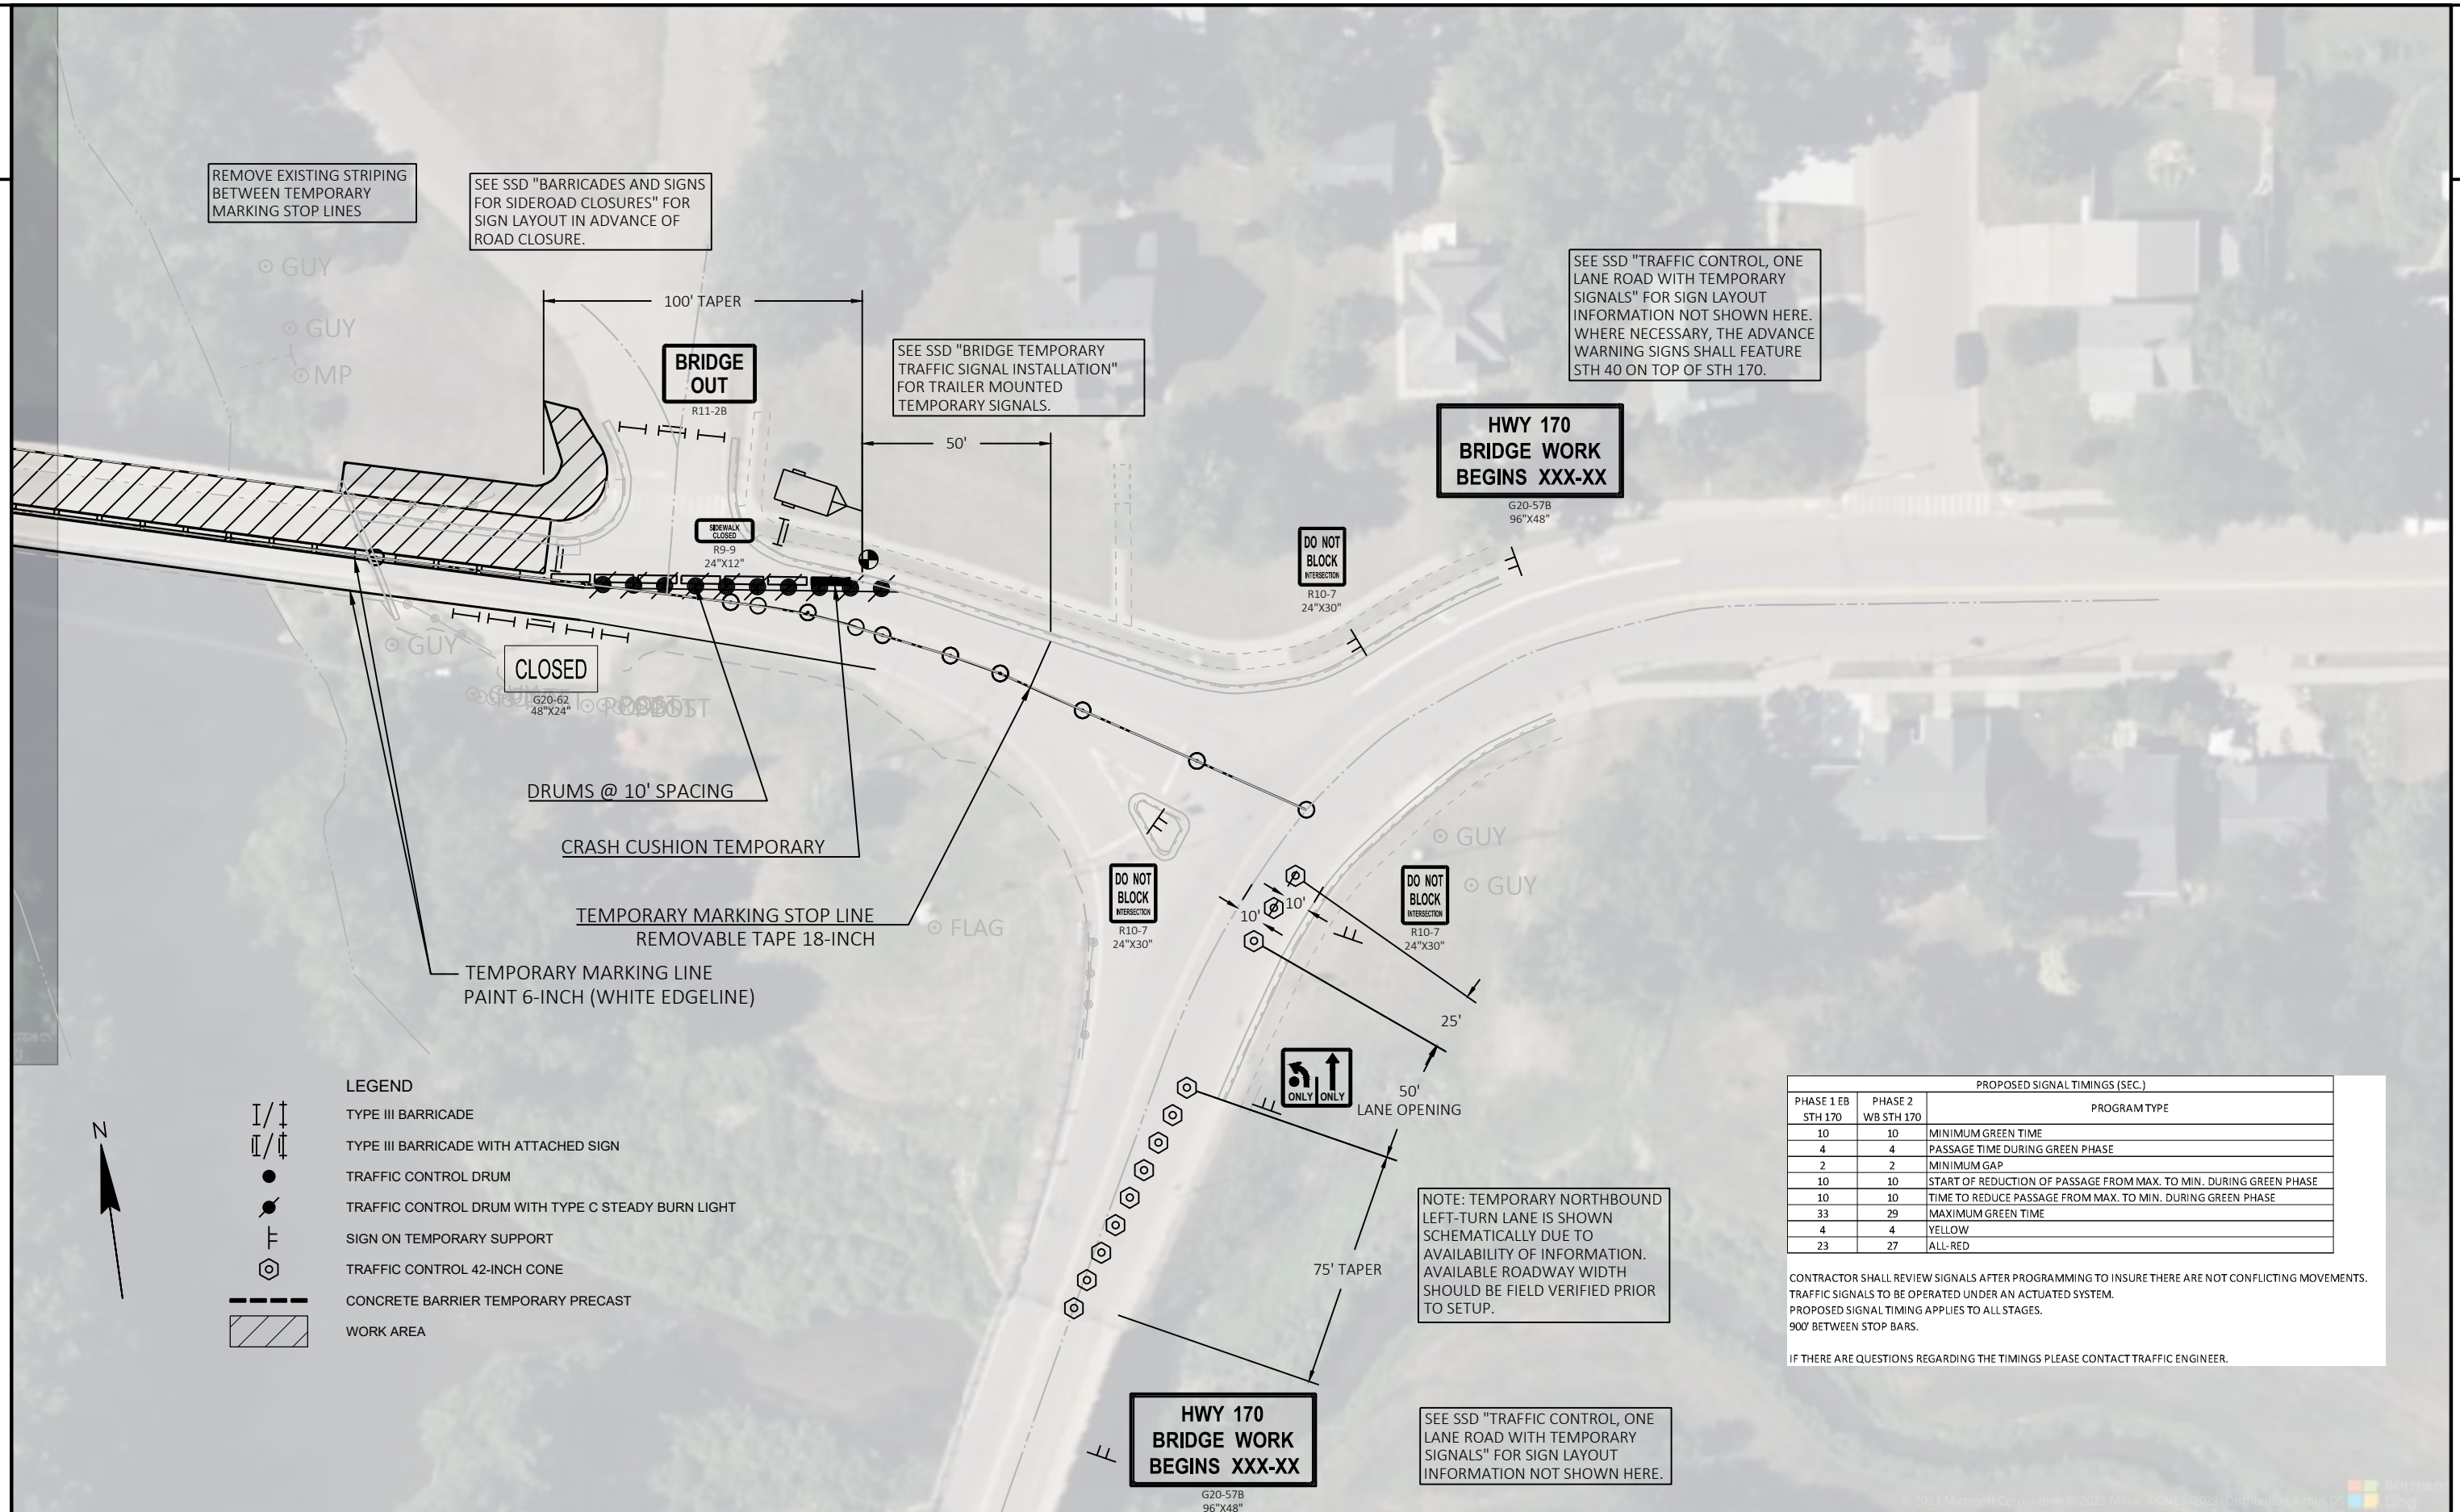 REMOVE EXISTING STRIPING
BETWEEN TEMPORARY
MARKING STOP LINES
SEE SSD "BARRICADES AND SIGNS
FOR SIDEROAD CLOSURES" FOR
SIGN LAYOUT IN ADVANCE OF
ROAD CLOSURE.
GUY
GUY
MP
100' TAPER
BRIDGE
OUT
R11-2B
SEE SSD "BRIDGE TEMPORARY
TRAFFIC SIGNAL INSTALLATION"
FOR TRAILER MOUNTED
TEMPORARY SIGNALS.
50'
SEE SSD "TRAFFIC CONTROL, ONE
LANE ROAD WITH TEMPORARY
SIGNALS" FOR SIGN LAYOUT
INFORMATION NOT SHOWN HERE.
WHERE NECESSARY, THE ADVANCE
WARNING SIGNS SHALL FEATURE
STH 40 ON TOP OF STH 170.
HWY 170
BRIDGE WORK
BEGINS XXX-XX
G20-57B
96"X48"
SIDEWALK
CLOSED
R9-9
24"X12"
DO NOT
BLOCK
INTERSECTION
R10-7
24"X30"
GUY
CLOSED
G20-62
48"X24"
DRUMS @ 10' SPACING
CRASH CUSHION TEMPORARY
TEMPORARY MARKING STOP LINE
REMOVABLE TAPE 18-INCH
TEMPORARY MARKING LINE
PAINT 6-INCH (WHITE EDGELINE)
FLAG
DO NOT
BLOCK
INTERSECTION
R10-7
24"X30"
10'
10'
DO NOT
BLOCK
INTERSECTION
R10-7
24"X30"
GUY
GUY
25'
ONLY ONLY
50'
LANE OPENING
75' TAPER
NOTE: TEMPORARY NORTHBOUND
LEFT-TURN LANE IS SHOWN
SCHEMATICALLY DUE TO
AVAILABILITY OF INFORMATION.
AVAILABLE ROADWAY WIDTH
SHOULD BE FIELD VERIFIED PRIOR
TO SETUP.
HWY 170
BRIDGE WORK
BEGINS XXX-XX
G20-57B
96"X48"
SEE SSD "TRAFFIC CONTROL, ONE
LANE ROAD WITH TEMPORARY
SIGNALS" FOR SIGN LAYOUT
INFORMATION NOT SHOWN HERE.
N
LEGEND
TYPE III BARRICADE
TYPE III BARRICADE WITH ATTACHED SIGN
TRAFFIC CONTROL DRUM
TRAFFIC CONTROL DRUM WITH TYPE C STEADY BURN LIGHT
SIGN ON TEMPORARY SUPPORT
TRAFFIC CONTROL 42-INCH CONE
CONCRETE BARRIER TEMPORARY PRECAST
WORK AREA
PROPOSED SIGNAL TIMINGS (SEC.)
PHASE 1 EB STH 170 PHASE 2 WB STH 170 PROGRAM TYPE
10 10 MINIMUM GREEN TIME
4 4 PASSAGE TIME DURING GREEN PHASE
2 2 MINIMUM GAP
10 10 START OF REDUCTION OF PASSAGE FROM MAX. TO MIN. DURING GREEN PHASE
10 10 TIME TO REDUCE PASSAGE FROM MAX. TO MIN. DURING GREEN PHASE
33 29 MAXIMUM GREEN TIME
4 4 YELLOW
23 27 ALL-RED
CONTRACTOR SHALL REVIEW SIGNALS AFTER PROGRAMMING TO INSURE THERE ARE NOT CONFLICTING MOVEMENTS.
TRAFFIC SIGNALS TO BE OPERATED UNDER AN ACTUATED SYSTEM.
PROPOSED SIGNAL TIMING APPLIES TO ALL STAGES.
900' BETWEEN STOP BARS.
IF THERE ARE QUESTIONS REGARDING THE TIMINGS PLEASE CONTACT TRAFFIC ENGINEER.